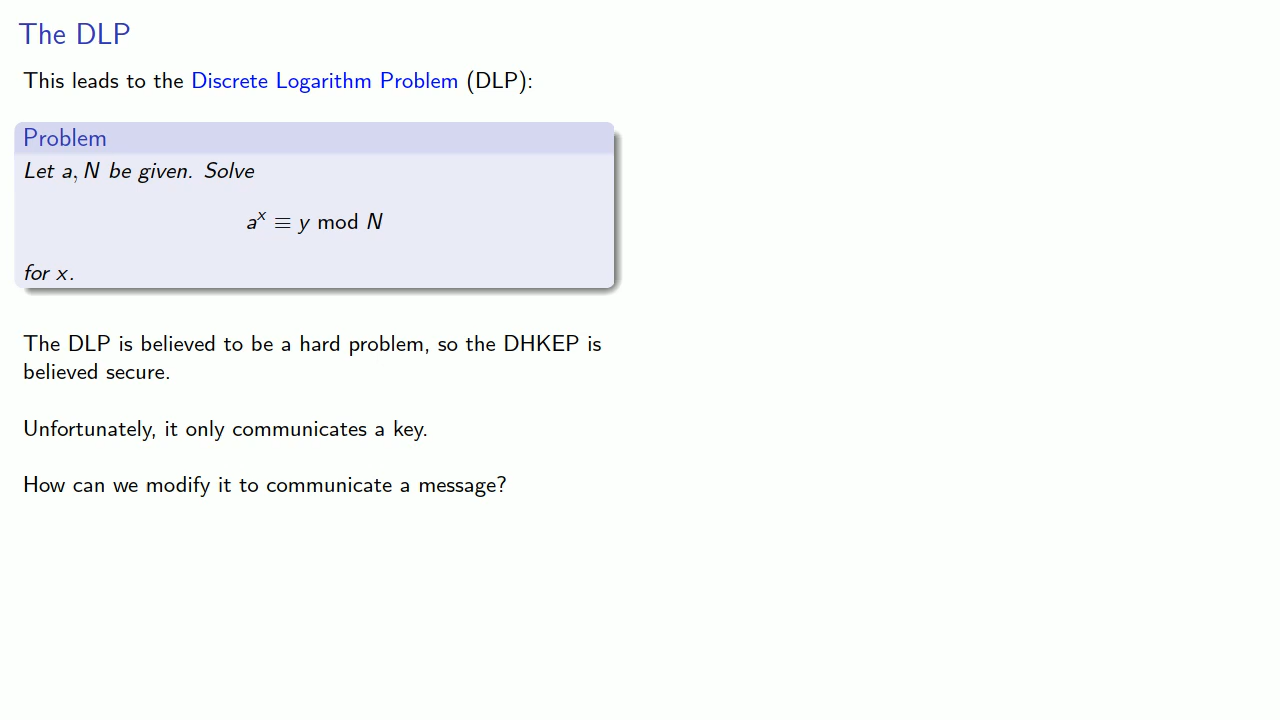 The DLP
This leads to the Discrete Logarithm Problem (DLP):
Problem
Let a, N be given. Solve
aˣ ≡ y mod N
for x.
The DLP is believed to be a hard problem, so the DHKEP is
believed secure.
Unfortunately, it only communicates a key.
How can we modify it to communicate a message?